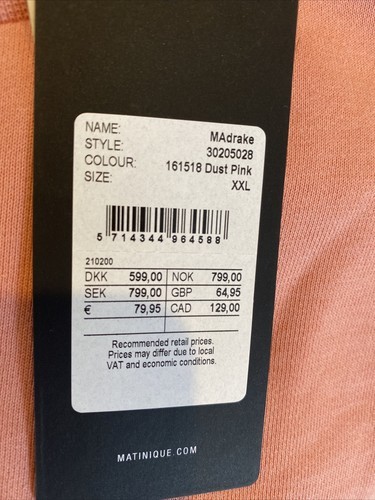 NAME: MAdrake
STYLE: 30205028
COLOUR: 161518 Dust Pink
SIZE: XXL
5 714344 964588
210200
DKK 599,00 NOK 799,00
SEK 799,00 GBP 64,95
€ 79,95 CAD 129,00
Recommended retail prices.
Prices may differ due to local
VAT and economic conditions.
MATINIQUE.COM